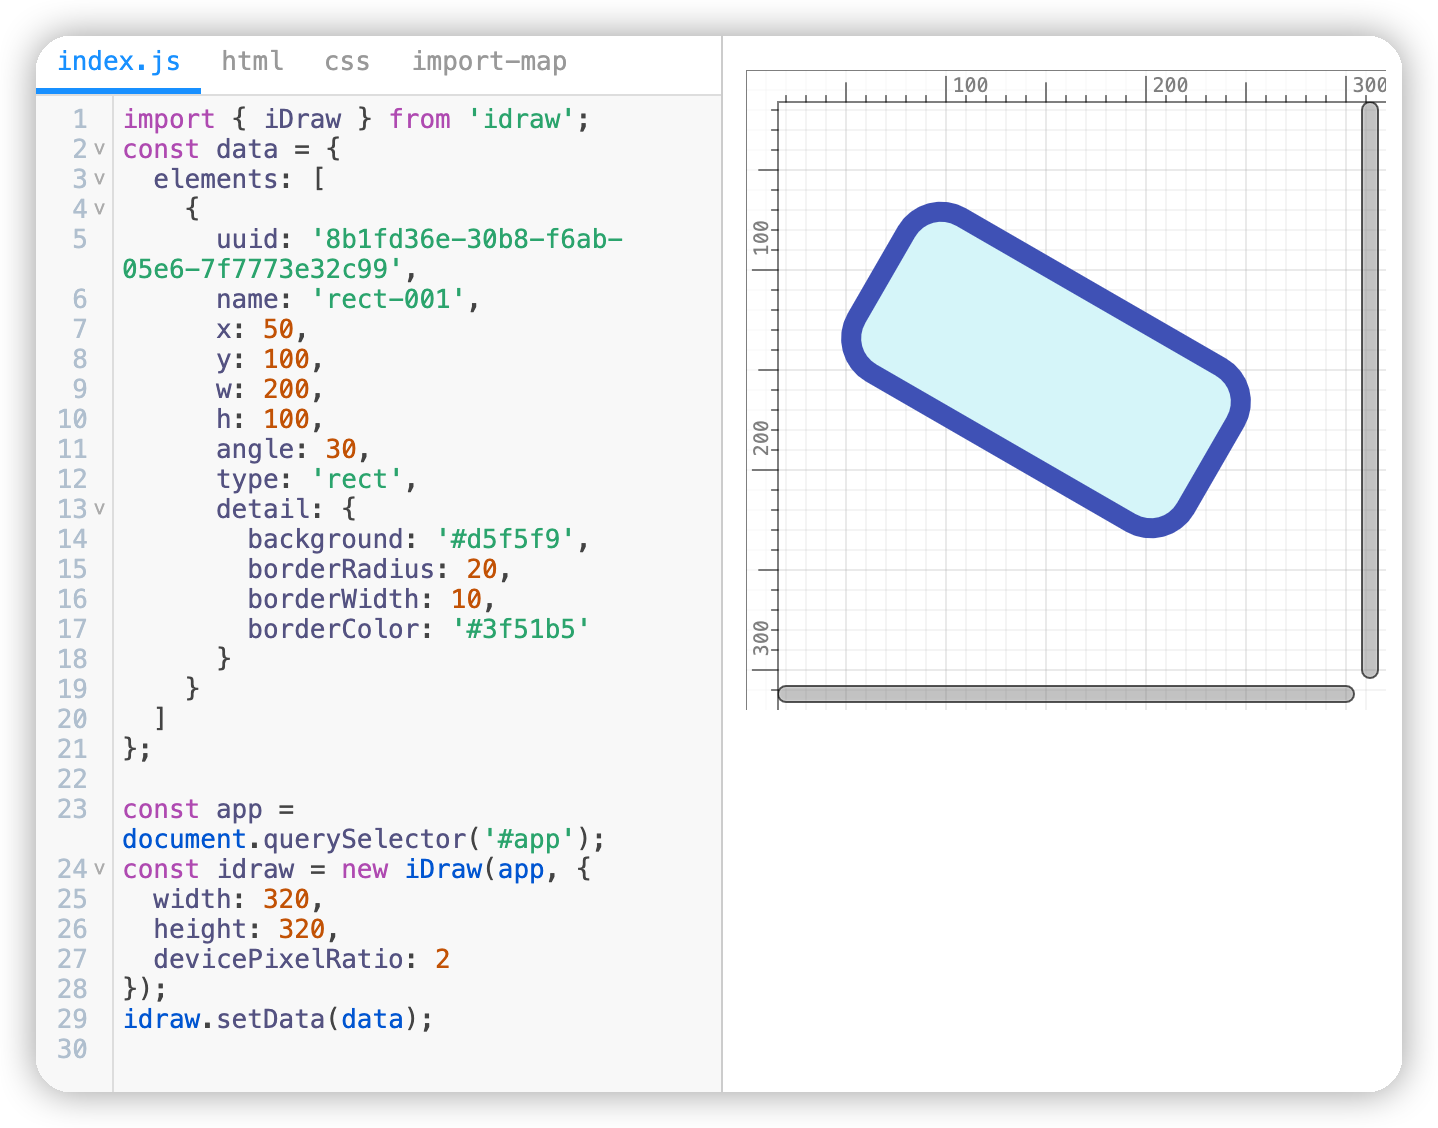 index.js html css import-map
1 import { iDraw } from 'idraw';
2 const data = {
3 elements: [
4 {
5 uuid: '8b1fd36e-30b8-f6ab-
05e6-7f7773e32c99',
6 name: 'rect-001',
7 x: 50,
8 y: 100,
9 w: 200,
10 h: 100,
11 angle: 30,
12 type: 'rect',
13 detail: {
14 background: '#d5f5f9',
15 borderRadius: 20,
16 borderWidth: 10,
17 borderColor: '#3f51b5'
18 }
19 }
20 ]
21 };
22
23 const app =
document.querySelector('#app');
24 const idraw = new iDraw(app, {
25 width: 320,
26 height: 320,
27 devicePixelRatio: 2
28 });
29 idraw.setData(data);
30
100 200 300
100
200
300